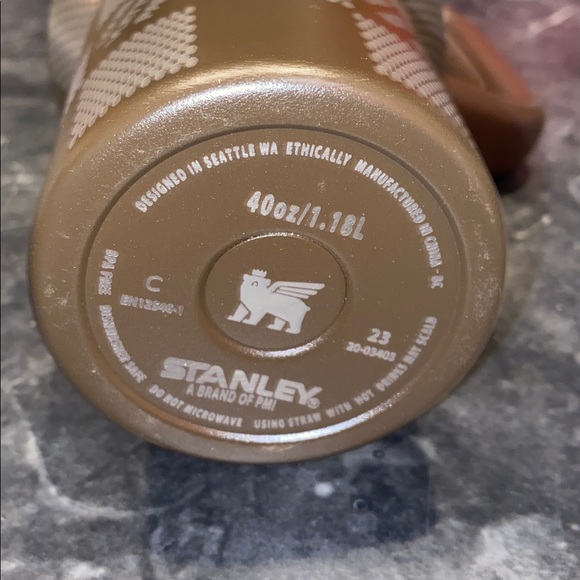 DESIGNED IN SEATTLE WA ETHICALLY MANUFACTURED IN CHINA - GC
40oz/1.18L
BPA FREE
C
EN12546-1
23
20-03403
STANLEY®
A BRAND OF PMI
DISHWASHER SAFE
DO NOT MICROWAVE
USING STRAW WITH HOT DRINKS MAY SCALD